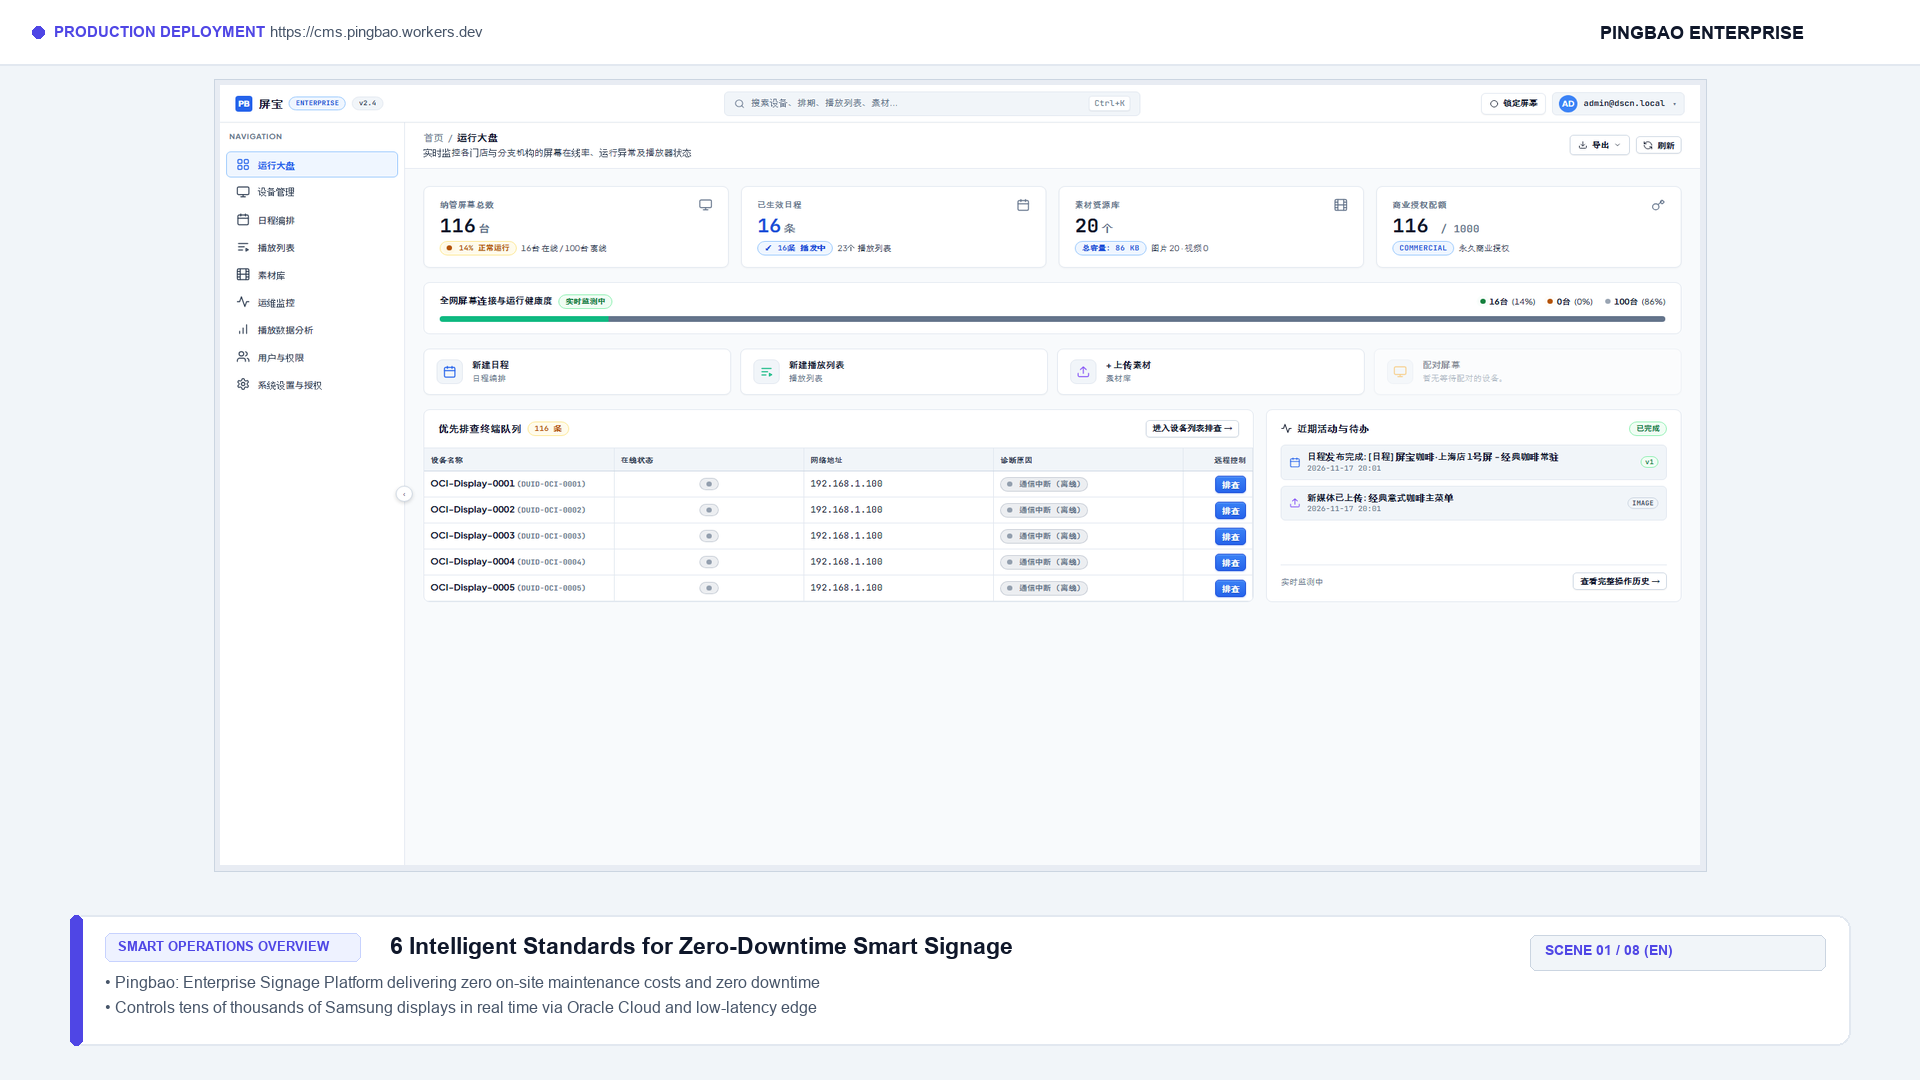 PRODUCTION DEPLOYMENT https://cms.pingbao.workers.dev
PINGBAO ENTERPRISE
PB 屏宝 ENTERPRISE v2.4
搜索设备、排期、播放列表、素材... Ctrl+K
锁定屏幕
AD admin@dscn.local
NAVIGATION
运行大盘
设备管理
日程编排
播放列表
素材库
运维监控
播放数据分析
用户与权限
系统设置与授权
首页 / 运行大盘
实时监控各门店与分支机构的屏幕在线率、运行异常及播放器状态
导出
刷新
纳管屏幕总数
116 台
14% 正常运行 16台 在线 / 100台 离线
已生效日程
16 条
✓ 16条 播发中 23个 播放列表
素材资源库
20 个
总容量: 86 KB 图片 20 · 视频 0
商业授权配额
116 / 1000
COMMERCIAL 永久商业授权
全网屏幕连接与运行健康度 实时监测中
16台 (14%) 0台 (0%) 100台 (86%)
新建日程
日程编排
新建播放列表
播放列表
+ 上传素材
素材库
配对屏幕
暂无等待配对的设备。
优先排查终端队列 116 条
进入设备列表排查 →
设备名称 在线状态 网络地址 诊断原因 远程控制
OCI-Display-0001 (DUID-OCI-0001) 192.168.1.100 通信中断 (离线) 排查
OCI-Display-0002 (DUID-OCI-0002) 192.168.1.100 通信中断 (离线) 排查
OCI-Display-0003 (DUID-OCI-0003) 192.168.1.100 通信中断 (离线) 排查
OCI-Display-0004 (DUID-OCI-0004) 192.168.1.100 通信中断 (离线) 排查
OCI-Display-0005 (DUID-OCI-0005) 192.168.1.100 通信中断 (离线) 排查
近期活动与待办 已完成
日程发布完成: [日程] 屏宝咖啡·上海店 1号屏 - 经典咖啡常驻
2026-11-17 20:01
v1
新媒体已上传: 经典意式咖啡主菜单
2026-11-17 20:01
IMAGE
实时监测中
查看完整操作历史 →
SMART OPERATIONS OVERVIEW
6 Intelligent Standards for Zero-Downtime Smart Signage
SCENE 01 / 08 (EN)
• Pingbao: Enterprise Signage Platform delivering zero on-site maintenance costs and zero downtime
• Controls tens of thousands of Samsung displays in real time via Oracle Cloud and low-latency edge